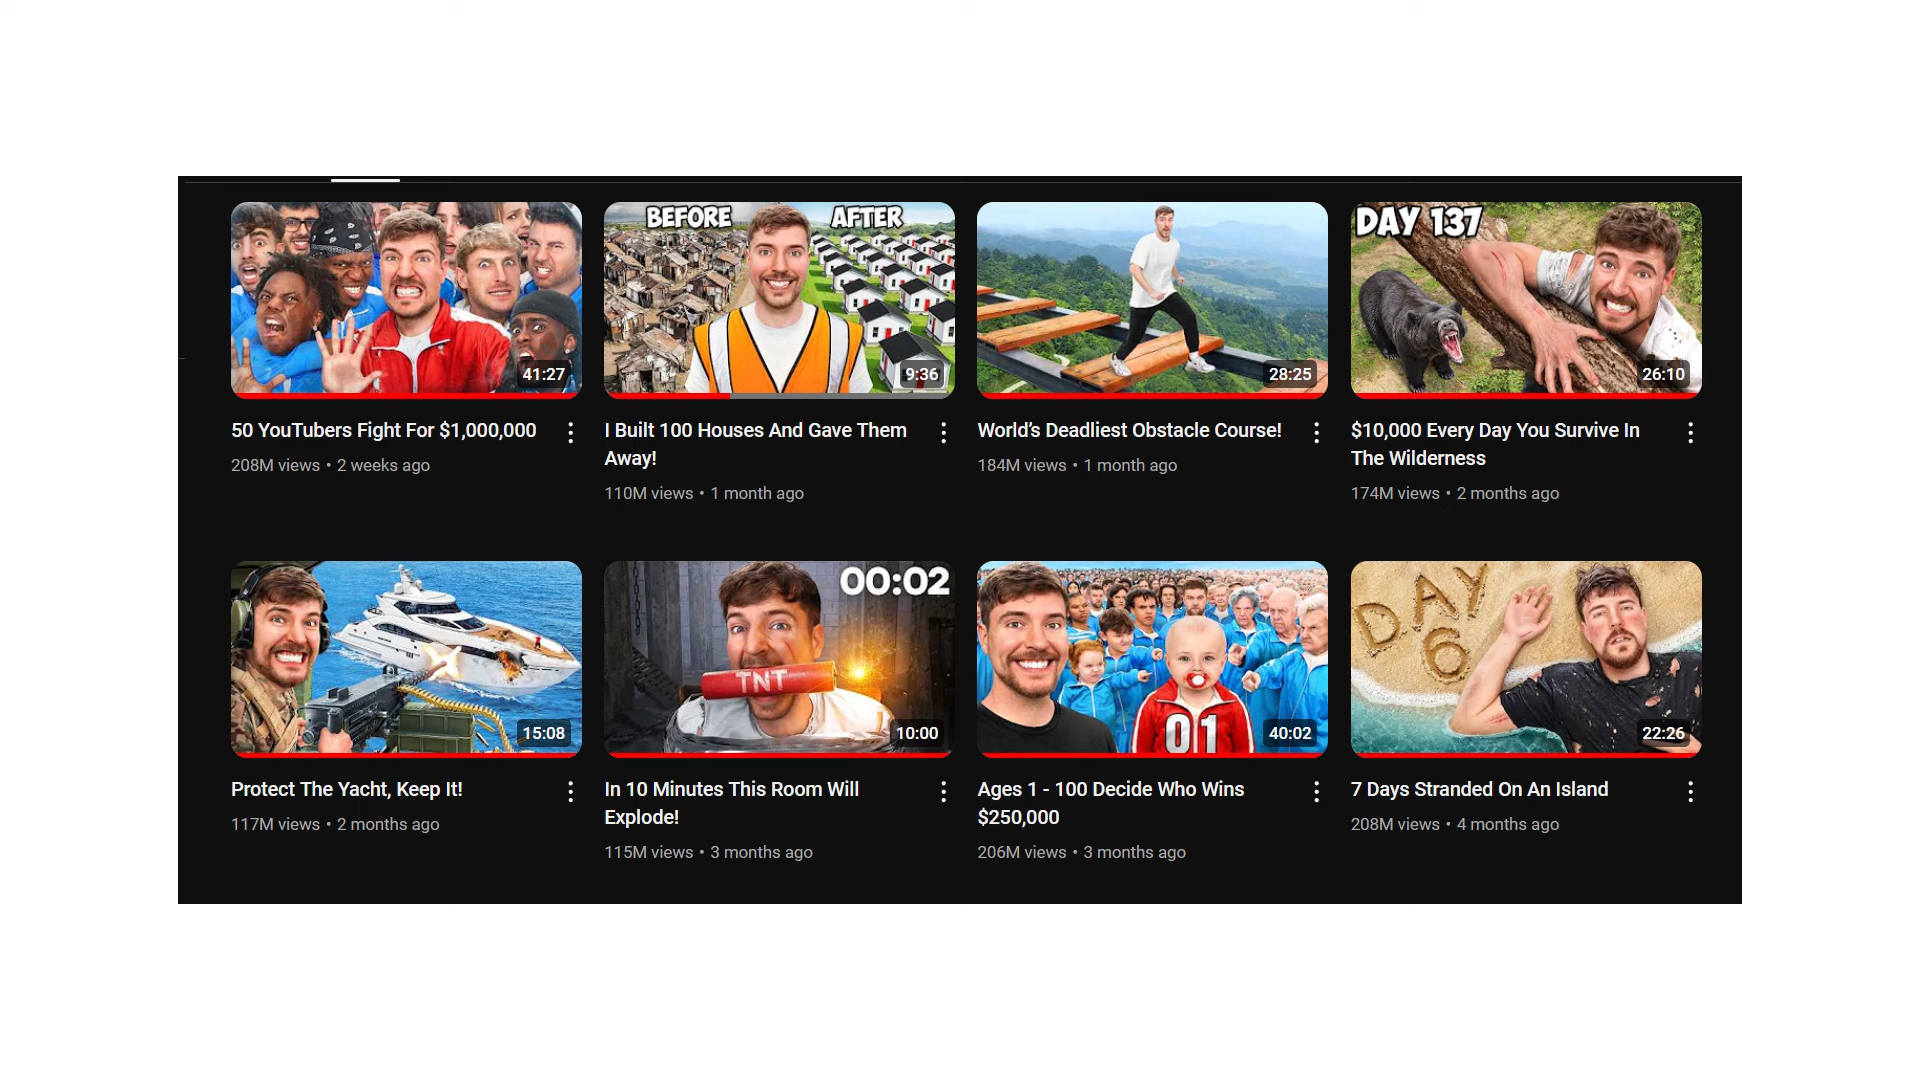 BEFORE AFTER
DAY 137
41:27
9:36
28:25
26:10
50 YouTubers Fight For $1,000,000
208M views • 2 weeks ago
I Built 100 Houses And Gave Them
Away!
110M views • 1 month ago
World’s Deadliest Obstacle Course!
184M views • 1 month ago
$10,000 Every Day You Survive In
The Wilderness
174M views • 2 months ago
00:02
TNT
01
DAY
6
15:08
10:00
40:02
22:26
Protect The Yacht, Keep It!
117M views • 2 months ago
In 10 Minutes This Room Will
Explode!
115M views • 3 months ago
Ages 1 - 100 Decide Who Wins
$250,000
206M views • 3 months ago
7 Days Stranded On An Island
208M views • 4 months ago